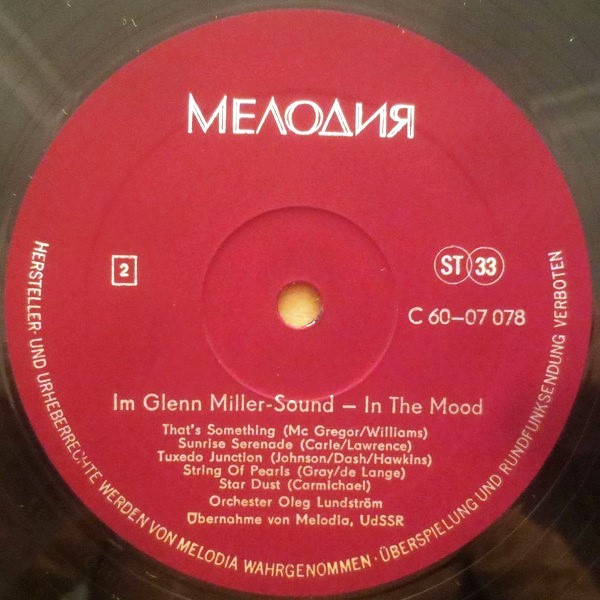 МЕЛОДИЯ
2
ST 33
C 60–07 078
Im Glenn Miller-Sound – In The Mood
That's Something (Mc Gregor/Williams)
Sunrise Serenade (Carle/Lawrence)
Tuxedo Junction (Johnson/Dash/Hawkins)
String Of Pearls (Gray/de Lange)
Star Dust (Carmichael)
Orchester Oleg Lundström
Übernahme von Melodia, UdSSR
HERSTELLER- UND URHEBERRECHTE WERDEN VON MELODIA WAHRGENOMMEN · ÜBERSPIELUNG UND RUNDFUNKSENDUNG VERBOTEN